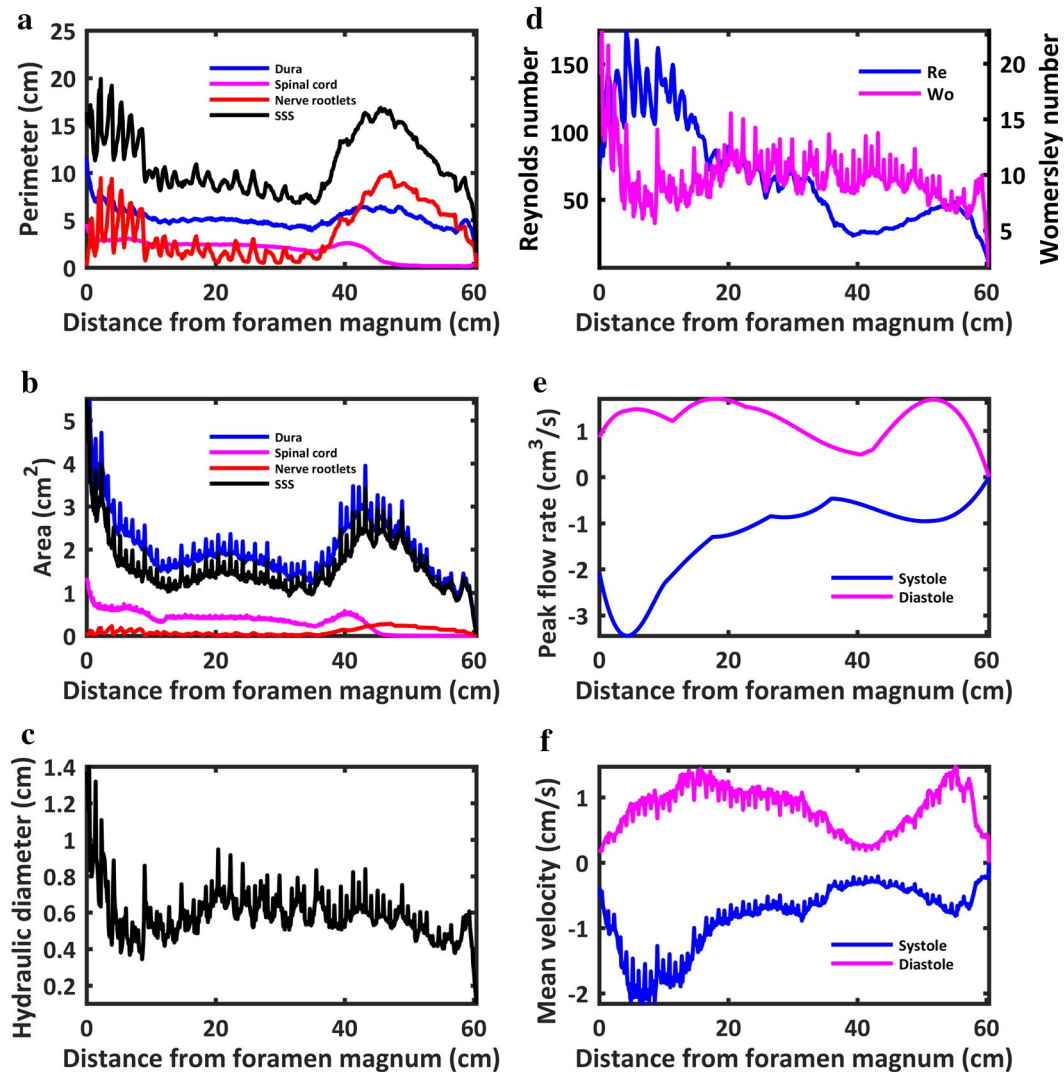 a
Perimeter (cm)
25
20
15
10
5
0
Dura
Spinal cord
Nerve rootlets
SSS
0 20 40 60
Distance from foramen magnum (cm)
b
Area (cm²)
5
4
3
2
1
0
Dura
Spinal cord
Nerve rootlets
SSS
0 20 40 60
Distance from foramen magnum (cm)
c
Hydraulic diameter (cm)
1.4
1.2
1
0.8
0.6
0.4
0.2
0 20 40 60
Distance from foramen magnum (cm)
d
Reynolds number
150
100
50
Re
Wo
20
15
10
5
Womersley number
0 20 40 60
Distance from foramen magnum (cm)
e
Peak flow rate (cm³/s)
1
0
-1
-2
-3
Systole
Diastole
0 20 40 60
Distance from foramen magnum (cm)
f
Mean velocity (cm/s)
1
0
-1
-2
Systole
Diastole
0 20 40 60
Distance from foramen magnum (cm)